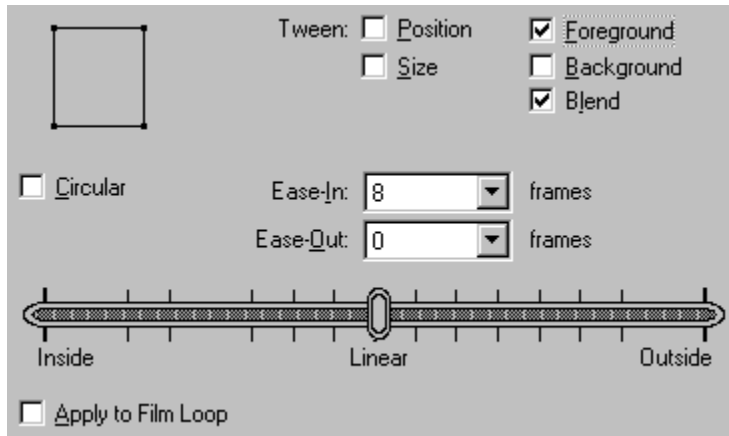 Tween: Position Foreground
Size Background
Blend
Circular Ease-In: 8 frames
Ease-Out: 0 frames
Inside Linear Outside
Apply to Film Loop